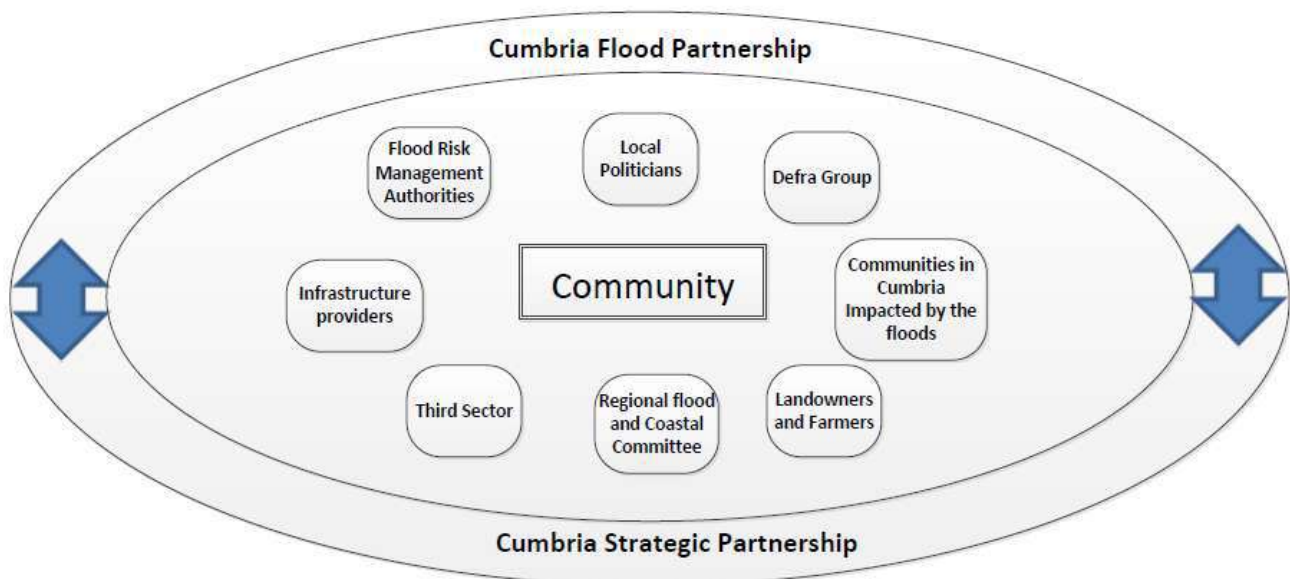 Cumbria Flood Partnership
Flood Risk
Management
Authorities
Local
Politicians
Defra Group
Infrastructure
providers
Community
Communities in
Cumbria
Impacted by the
floods
Third Sector
Regional flood
and Coastal
Committee
Landowners
and Farmers
Cumbria Strategic Partnership